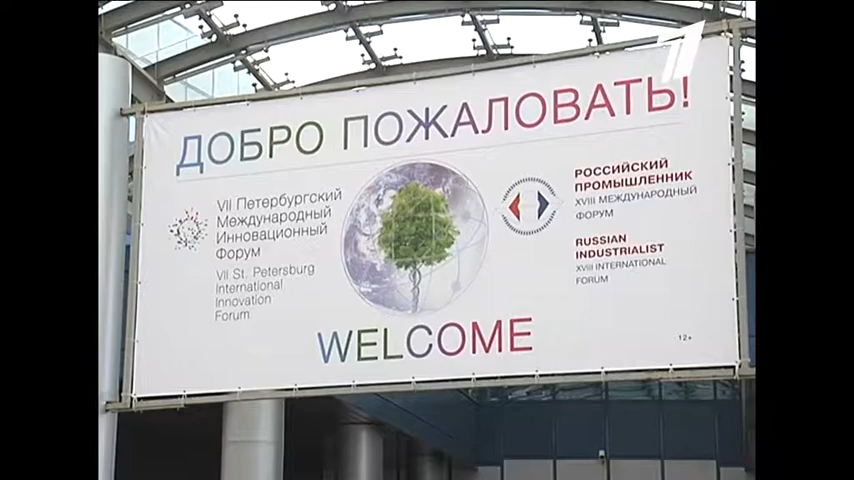 ДОБРО ПОЖАЛОВАТЬ!
VII Петербургский
Международный
Инновационный
Форум
VII St. Petersburg
International
Innovation
Forum
РОССИЙСКИЙ
ПРОМЫШЛЕННИК
XVIII МЕЖДУНАРОДНЫЙ
ФОРУМ
RUSSIAN
INDUSTRIALIST
XVIII INTERNATIONAL
FORUM
WELCOME
12+
1